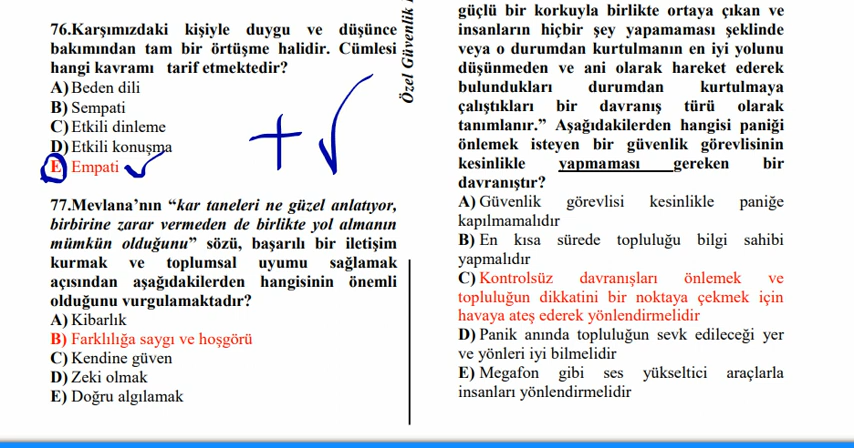 76.Karşımızdaki kişiyle duygu ve düşünce
bakımından tam bir örtüşme halidir. Cümlesi
hangi kavramı tarif etmektedir?
A) Beden dili
B) Sempati
C) Etkili dinleme
D) Etkili konuşma
E) Empati
77.Mevlana’nın “kar taneleri ne güzel anlatıyor,
birbirine zarar vermeden de birlikte yol almanın
mümkün olduğunu” sözü, başarılı bir iletişim
kurmak ve toplumsal uyumu sağlamak
açısından aşağıdakilerden hangisinin önemli
olduğunu vurgulamaktadır?
A) Kibarlık
B) Farklılığa saygı ve hoşgörü
C) Kendine güven
D) Zeki olmak
E) Doğru algılamak
Özel Güvenlik
güçlü bir korkuyla birlikte ortaya çıkan ve
insanların hiçbir şey yapamaması şeklinde
veya o durumdan kurtulmanın en iyi yolunu
düşünmeden ve ani olarak hareket ederek
bulundukları durumdan kurtulmaya
çalıştıkları bir davranış türü olarak
tanımlanır.” Aşağıdakilerden hangisi paniği
önlemek isteyen bir güvenlik görevlisinin
kesinlikle yapmaması gereken bir
davranıştır?
A) Güvenlik görevlisi kesinlikle paniğe
kapılmamalıdır
B) En kısa sürede topluluğu bilgi sahibi
yapmalıdır
C) Kontrolsüz davranışları önlemek ve
topluluğun dikkatini bir noktaya çekmek için
havaya ateş ederek yönlendirmelidir
D) Panik anında topluluğun sevk edileceği yer
ve yönleri iyi bilmelidir
E) Megafon gibi ses yükseltici araçlarla
insanları yönlendirmelidir